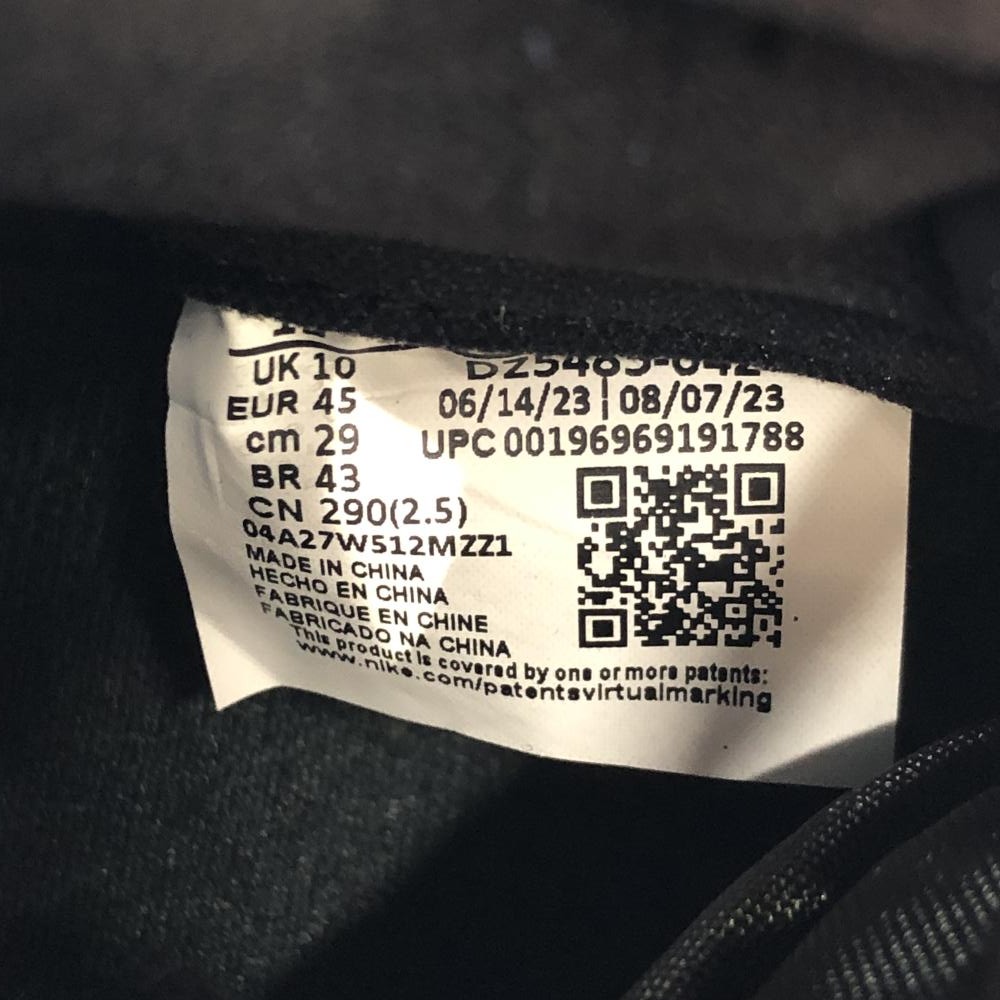 UK 10
EUR 45
cm 29
BR 43
CN 290(2.5)
04A27W512MZZ1
MADE IN CHINA
HECHO EN CHINA
FABRIQUE EN CHINE
FABRICADO NA CHINA
DZ5485-042
06/14/23 | 08/07/23
UPC 00196969191788
This product is covered by one or more patents:
www.nike.com/patentsvirtualmarking